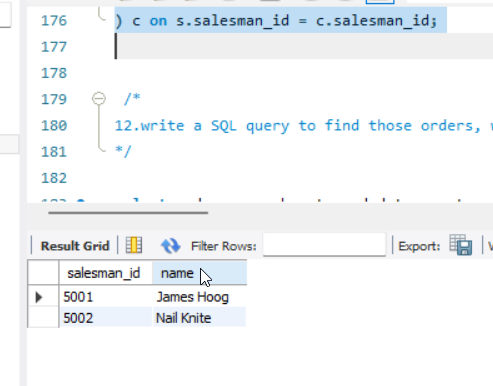 176 ) c on s.salesman_id = c.salesman_id;
177
178
179 /*
180 12.write a SQL query to find those orders,
181 */
182
Result Grid Filter Rows: Export:
salesman_id name
5001 James Hoog
5002 Nail Knite